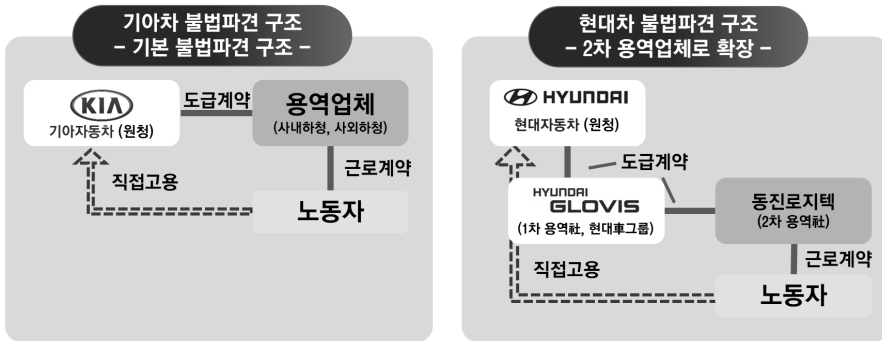 기아차 불법파견 구조
– 기본 불법파견 구조 –
KIA
기아자동차 (원청)
도급계약
용역업체
(사내하청, 사외하청)
근로계약
직접고용
노동자
현대차 불법파견 구조
– 2차 용역업체로 확장 –
HYUNDAI
현대자동차 (원청)
도급계약
HYUNDAI
GLOVIS
(1차 용역社, 현대車그룹)
동진로지텍
(2차 용역社)
근로계약
직접고용
노동자